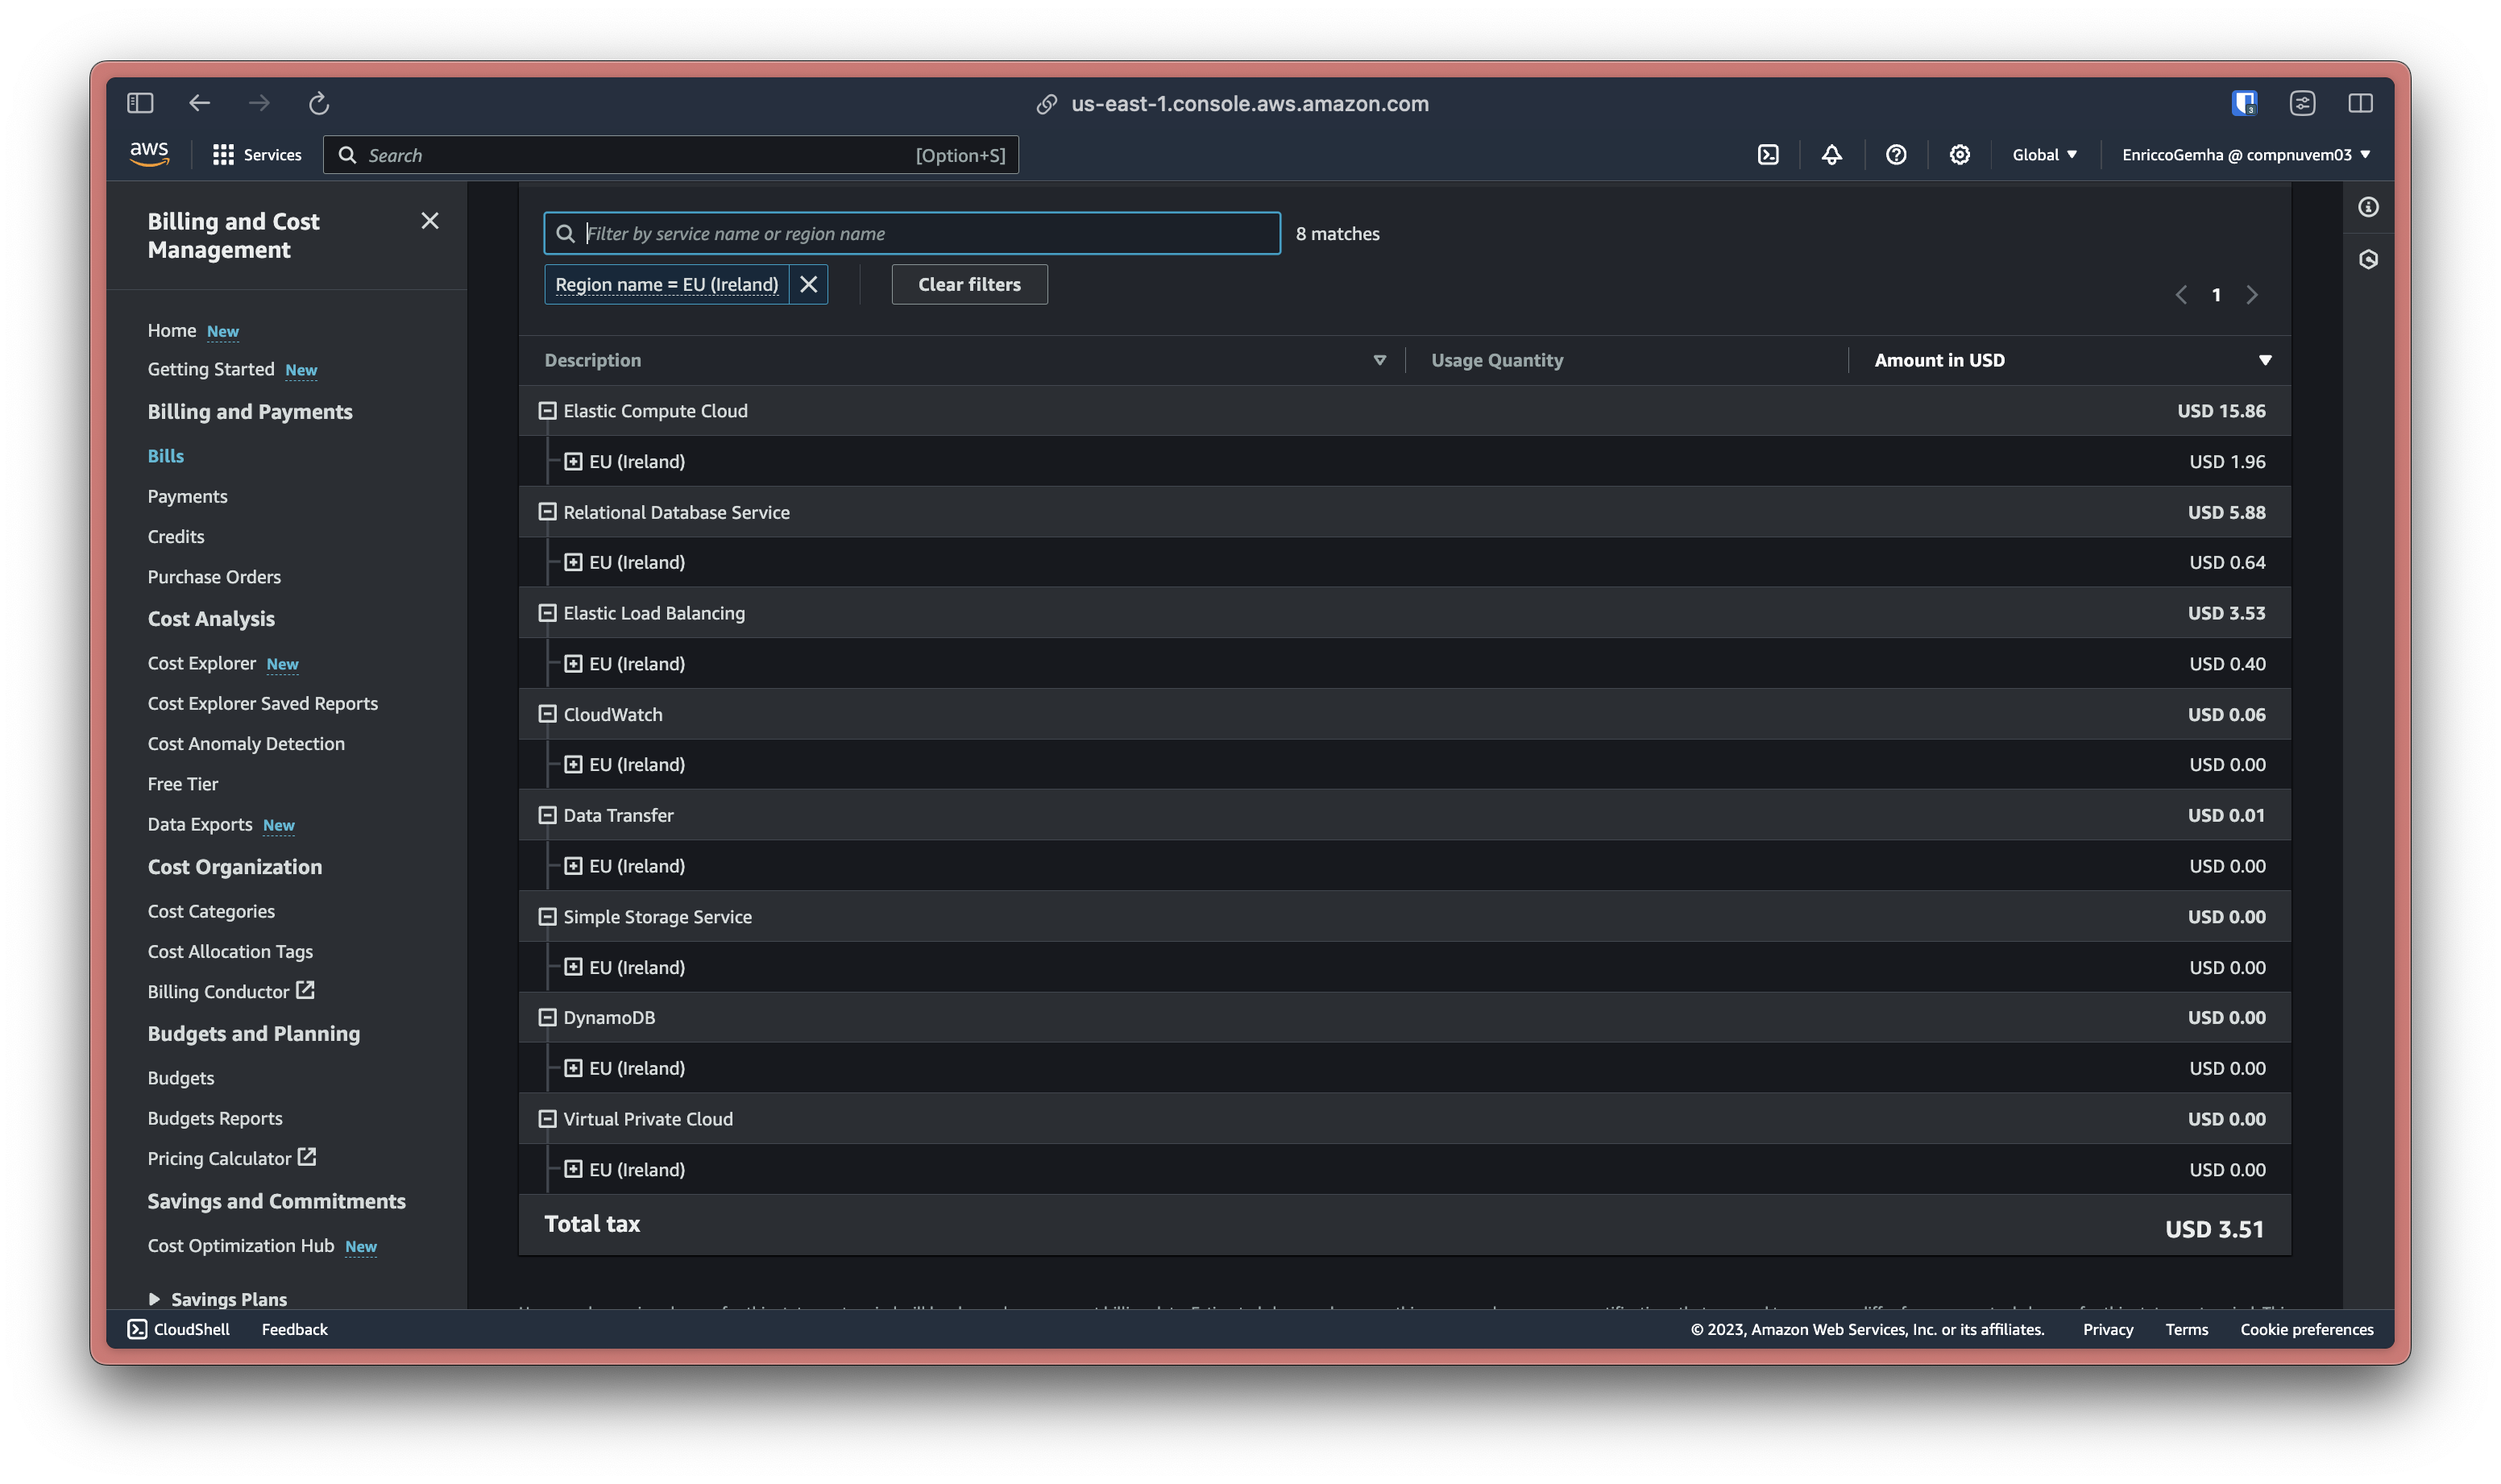 us-east-1.console.aws.amazon.com
aws
Services
Search
[Option+S]
Global
EnriccoGemha @ compnuvem03
Billing and Cost
Management
Home New
Getting Started New
Billing and Payments
Bills
Payments
Credits
Purchase Orders
Cost Analysis
Cost Explorer New
Cost Explorer Saved Reports
Cost Anomaly Detection
Free Tier
Data Exports New
Cost Organization
Cost Categories
Cost Allocation Tags
Billing Conductor
Budgets and Planning
Budgets
Budgets Reports
Pricing Calculator
Savings and Commitments
Cost Optimization Hub New
Savings Plans
Filter by service name or region name
8 matches
Region name = EU (Ireland)
Clear filters
1
Description Usage Quantity Amount in USD
Elastic Compute Cloud USD 15.86
EU (Ireland) USD 1.96
Relational Database Service USD 5.88
EU (Ireland) USD 0.64
Elastic Load Balancing USD 3.53
EU (Ireland) USD 0.40
CloudWatch USD 0.06
EU (Ireland) USD 0.00
Data Transfer USD 0.01
EU (Ireland) USD 0.00
Simple Storage Service USD 0.00
EU (Ireland) USD 0.00
DynamoDB USD 0.00
EU (Ireland) USD 0.00
Virtual Private Cloud USD 0.00
EU (Ireland) USD 0.00
Total tax USD 3.51
CloudShell Feedback
© 2023, Amazon Web Services, Inc. or its affiliates. Privacy Terms Cookie preferences